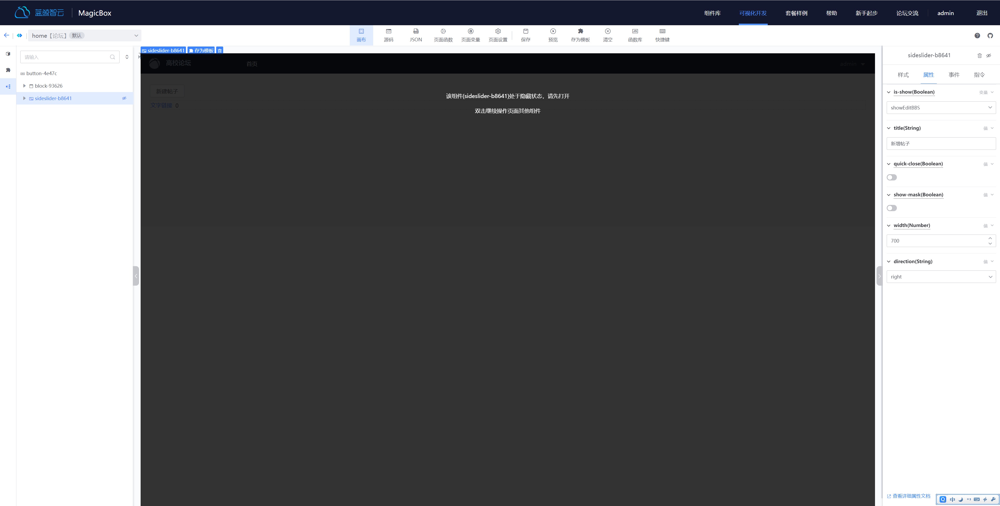 蓝鲸智云 MagicBox 组件库 可视化开发 套餐样例 帮助 新手起步 论坛交流 admin 退出
home【论坛】 默认
画布 源码 JSON 页面函数 页面变量 页面设置 保存 预览 存为模板 清空 函数库 快捷键
请输入
button-4e47c
block-93626
sideslider-b8641
sideslider-b8641 存为模板
高校论坛 首页 admin
新建帖子
文字链接 0
该组件(sideslider-b8641)处于隐藏状态，请先打开
双击继续操作页面其他组件
sideslider-b8641
样式 属性 事件 指令
is-show(Boolean) 变量
showEditBBS
title(String) 值
新增帖子
quick-close(Boolean) 值
show-mask(Boolean) 值
width(Number) 值
700
direction(String) 值
right
查看详细属性文档
中